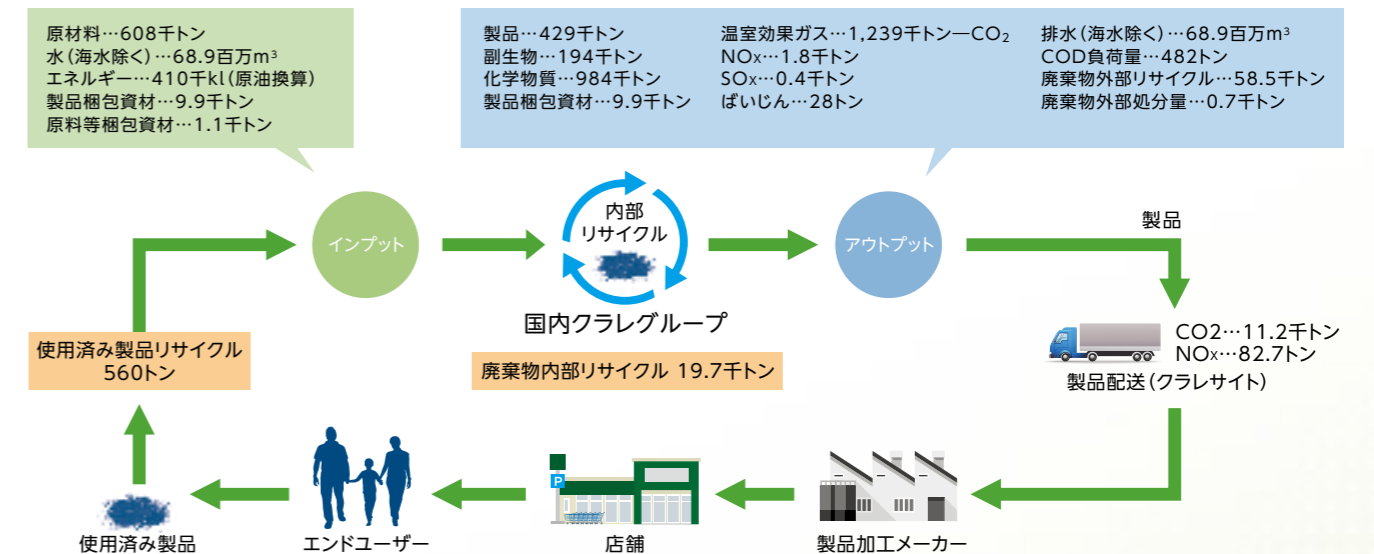 原材料…608千トン
水（海水除く）…68.9百万m³
エネルギー…410千kl（原油換算）
製品梱包資材…9.9千トン
原料等梱包資材…1.1千トン
製品…429千トン
副生物…194千トン
化学物質…984千トン
製品梱包資材…9.9千トン
温室効果ガス…1,239千トン―CO₂
NOx…1.8千トン
SOx…0.4千トン
ばいじん…28トン
排水（海水除く）…68.9百万m³
COD負荷量…482トン
廃棄物外部リサイクル…58.5千トン
廃棄物外部処分量…0.7千トン
インプット
内部
リサイクル
国内クラレグループ
廃棄物内部リサイクル 19.7千トン
アウトプット
製品
CO2…11.2千トン
NOx…82.7トン
製品配送（クラレサイト）
使用済み製品リサイクル
560トン
P
使用済み製品
エンドユーザー
店舗
製品加工メーカー